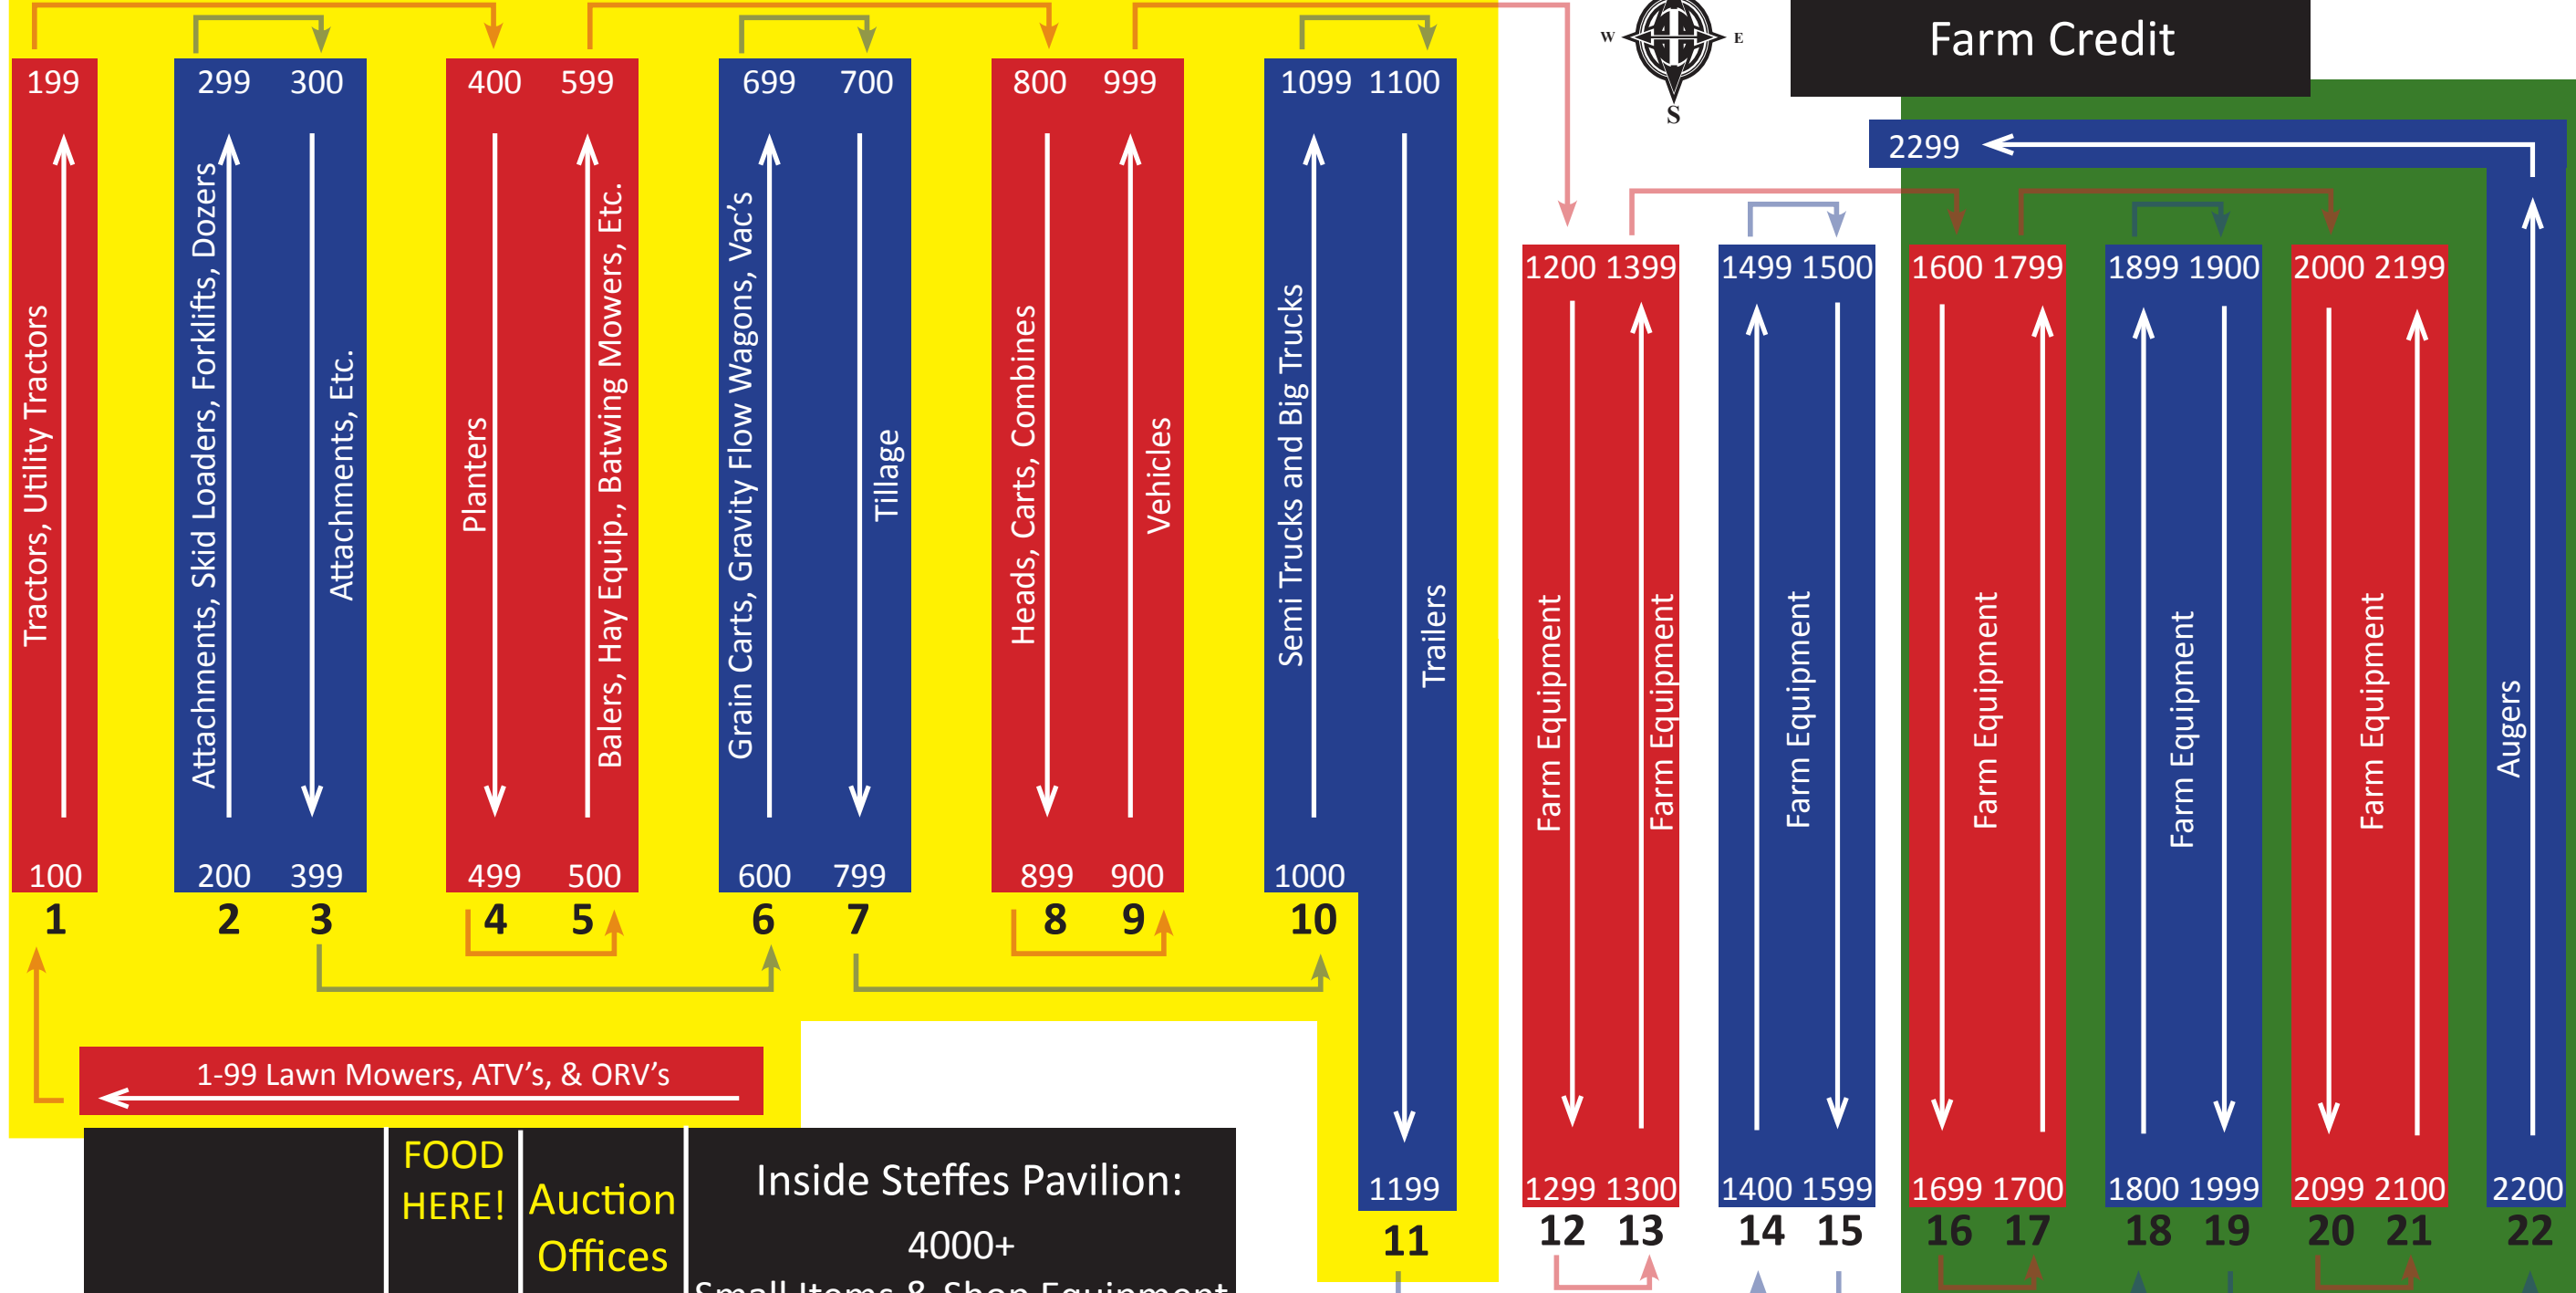 W
E
S
Farm Credit
199
299 300
400 599
699 700
800 999
1099 1100
2299
1200 1399
1499 1500
1600 1799
1899 1900
2000 2199
Tractors, Utility Tractors
Attachments, Skid Loaders, Forklifts, Dozers
Attachments, Etc.
Planters
Balers, Hay Equip., Batwing Mowers, Etc.
Grain Carts, Gravity Flow Wagons, Vac's
Tillage
Heads, Carts, Combines
Vehicles
Semi Trucks and Big Trucks
Trailers
Farm Equipment
Farm Equipment
Farm Equipment
Farm Equipment
Farm Equipment
Farm Equipment
Augers
100
200 399
499 500
600 799
899 900
1000
1
2 3
4 5
6 7
8 9
10
1-99 Lawn Mowers, ATV's, & ORV's
1199
1299 1300
1400 1599
1699 1700
1800 1999
2099 2100
2200
11
12 13
14 15
16 17
18 19
20 21
22
FOOD
HERE!
Auction
Offices
Inside Steffes Pavilion:
4000+
Small Items & Shop Equipment